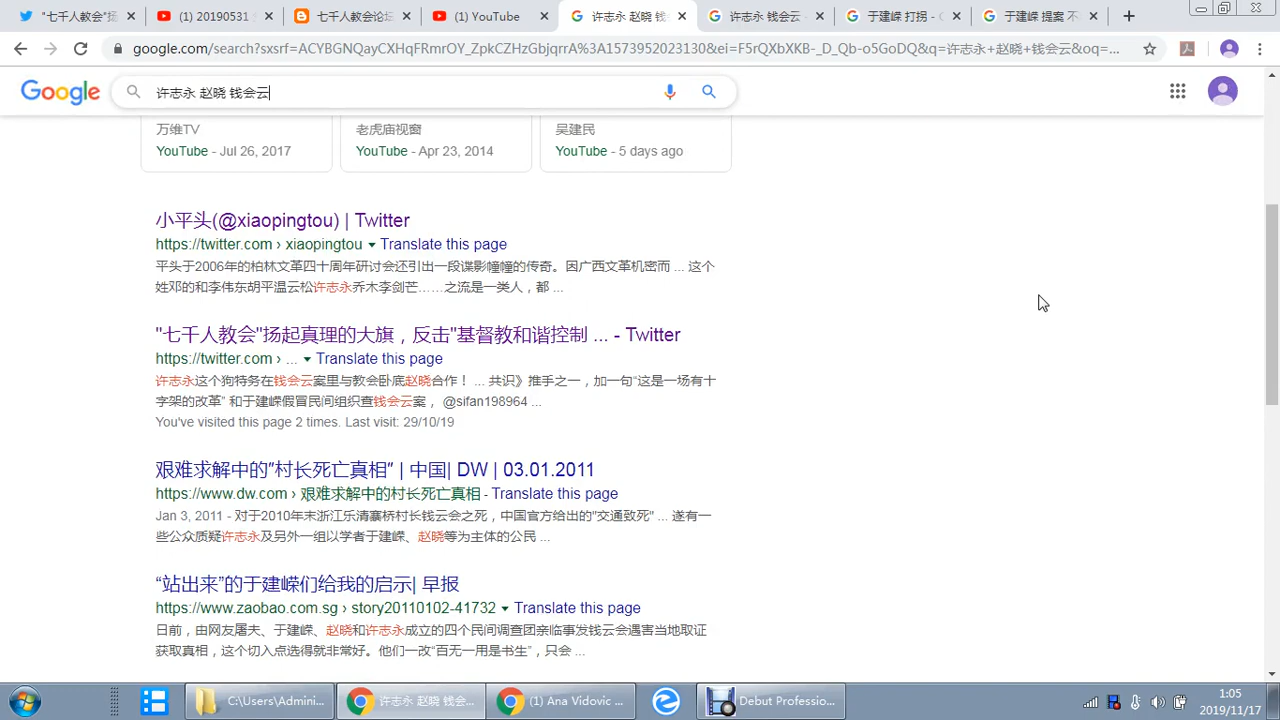 "七千人教会"扬
(1) 20190531
七千人教会论坛
(1) YouTube
许志永 赵晓 钱
许志永 钱会云
于建嵘 打拐 - G
于建嵘 提案 不
google.com/search?sxsrf=ACYBGNQayCXHqFRmrOY_ZpkCZHzGbjqrrA%3A1573952023130&ei=F5rQXbXKB-_D_Qb-o5GoDQ&q=许志永+赵晓+钱会云&oq=...
Google
许志永 赵晓 钱会云
万维TV
YouTube - Jul 26, 2017
老虎庙视窗
YouTube - Apr 23, 2014
吴建民
YouTube - 5 days ago
小平头(@xiaopingtou) | Twitter
https://twitter.com › xiaopingtou ▾ Translate this page
平头于2006年的柏林文革四十周年研讨会还引出一段谍影幢幢的传奇。因广西文革机密而 ... 这个
姓邓的和李伟东胡平温云松许志永乔木李剑芒……之流是一类人，都 ...
"七千人教会"扬起真理的大旗，反击"基督教和谐控制 ... - Twitter
https://twitter.com › ... ▾ Translate this page
许志永这个狗特务在钱会云案里与教会卧底赵晓合作！ ... 共识》推手之一，加一句“这是一场有十
字架的改革” 和于建嵘假冒民间组织查钱会云案， @sifan198964 ...
You've visited this page 2 times. Last visit: 29/10/19
艰难求解中的"村长死亡真相" | 中国| DW | 03.01.2011
https://www.dw.com › 艰难求解中的村长死亡真相 - Translate this page
Jan 3, 2011 - 对于2010年末浙江乐清寨桥村长钱云会之死，中国官方给出的"交通致死" ... 遂有一
些公众质疑许志永及另外一组以学者于建嵘、赵晓等为主体的公民 ...
“站出来”的于建嵘们给我的启示| 早报
https://www.zaobao.com.sg › story20110102-41732 ▾ Translate this page
日前，由网友屠夫、于建嵘、赵晓和许志永成立的四个民间调查团亲临事发钱云会遇害当地取证
获取真相，这个切入点选得就非常好。他们一改“百无一用是书生”，只会 ...
C:\Users\Admini...
许志永 赵晓 钱会...
(1) Ana Vidovic ...
Debut Professio...
1:05
2019/11/17